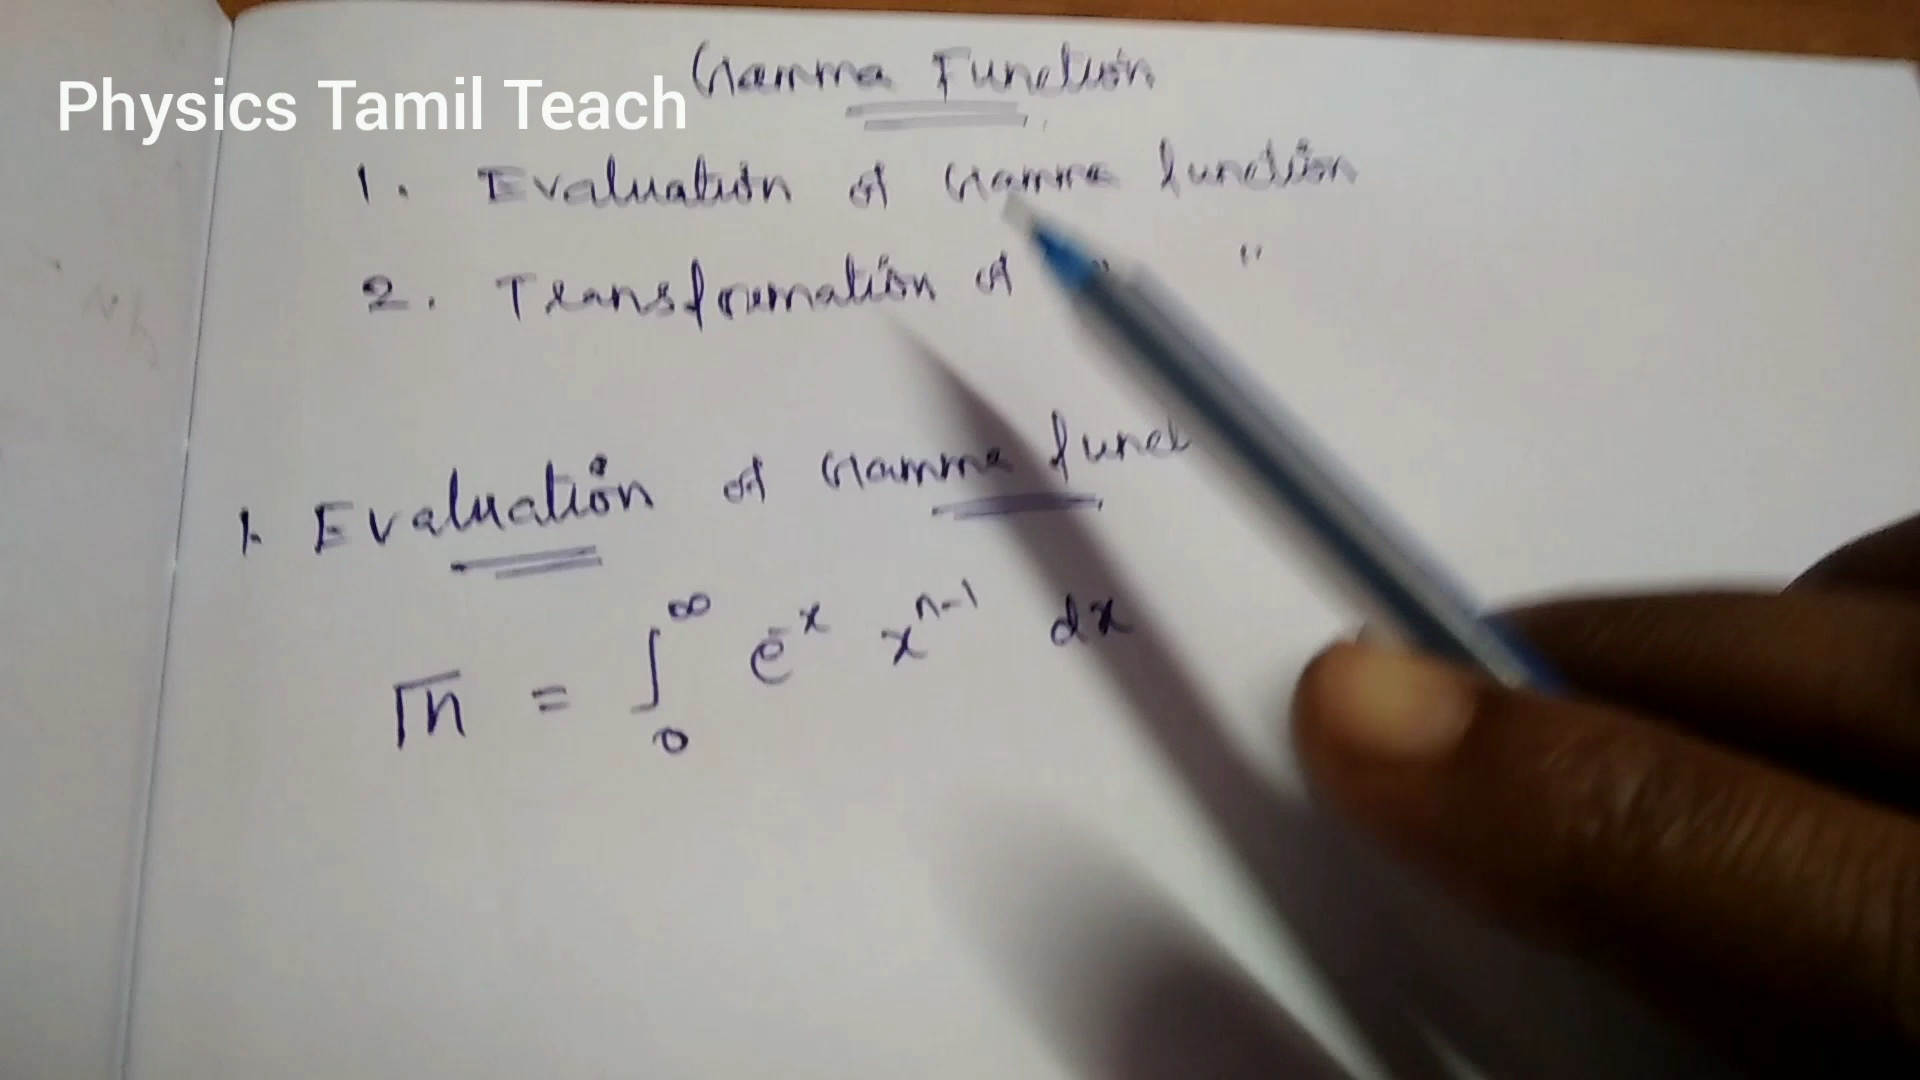 Physics Tamil Teach
Gamma Function
1. Evaluation of Gamma function
2. Transformation of " "
1. Evaluation of Gamma funct
Γn = ∫₀^∞ e^-x x^n-1 dx